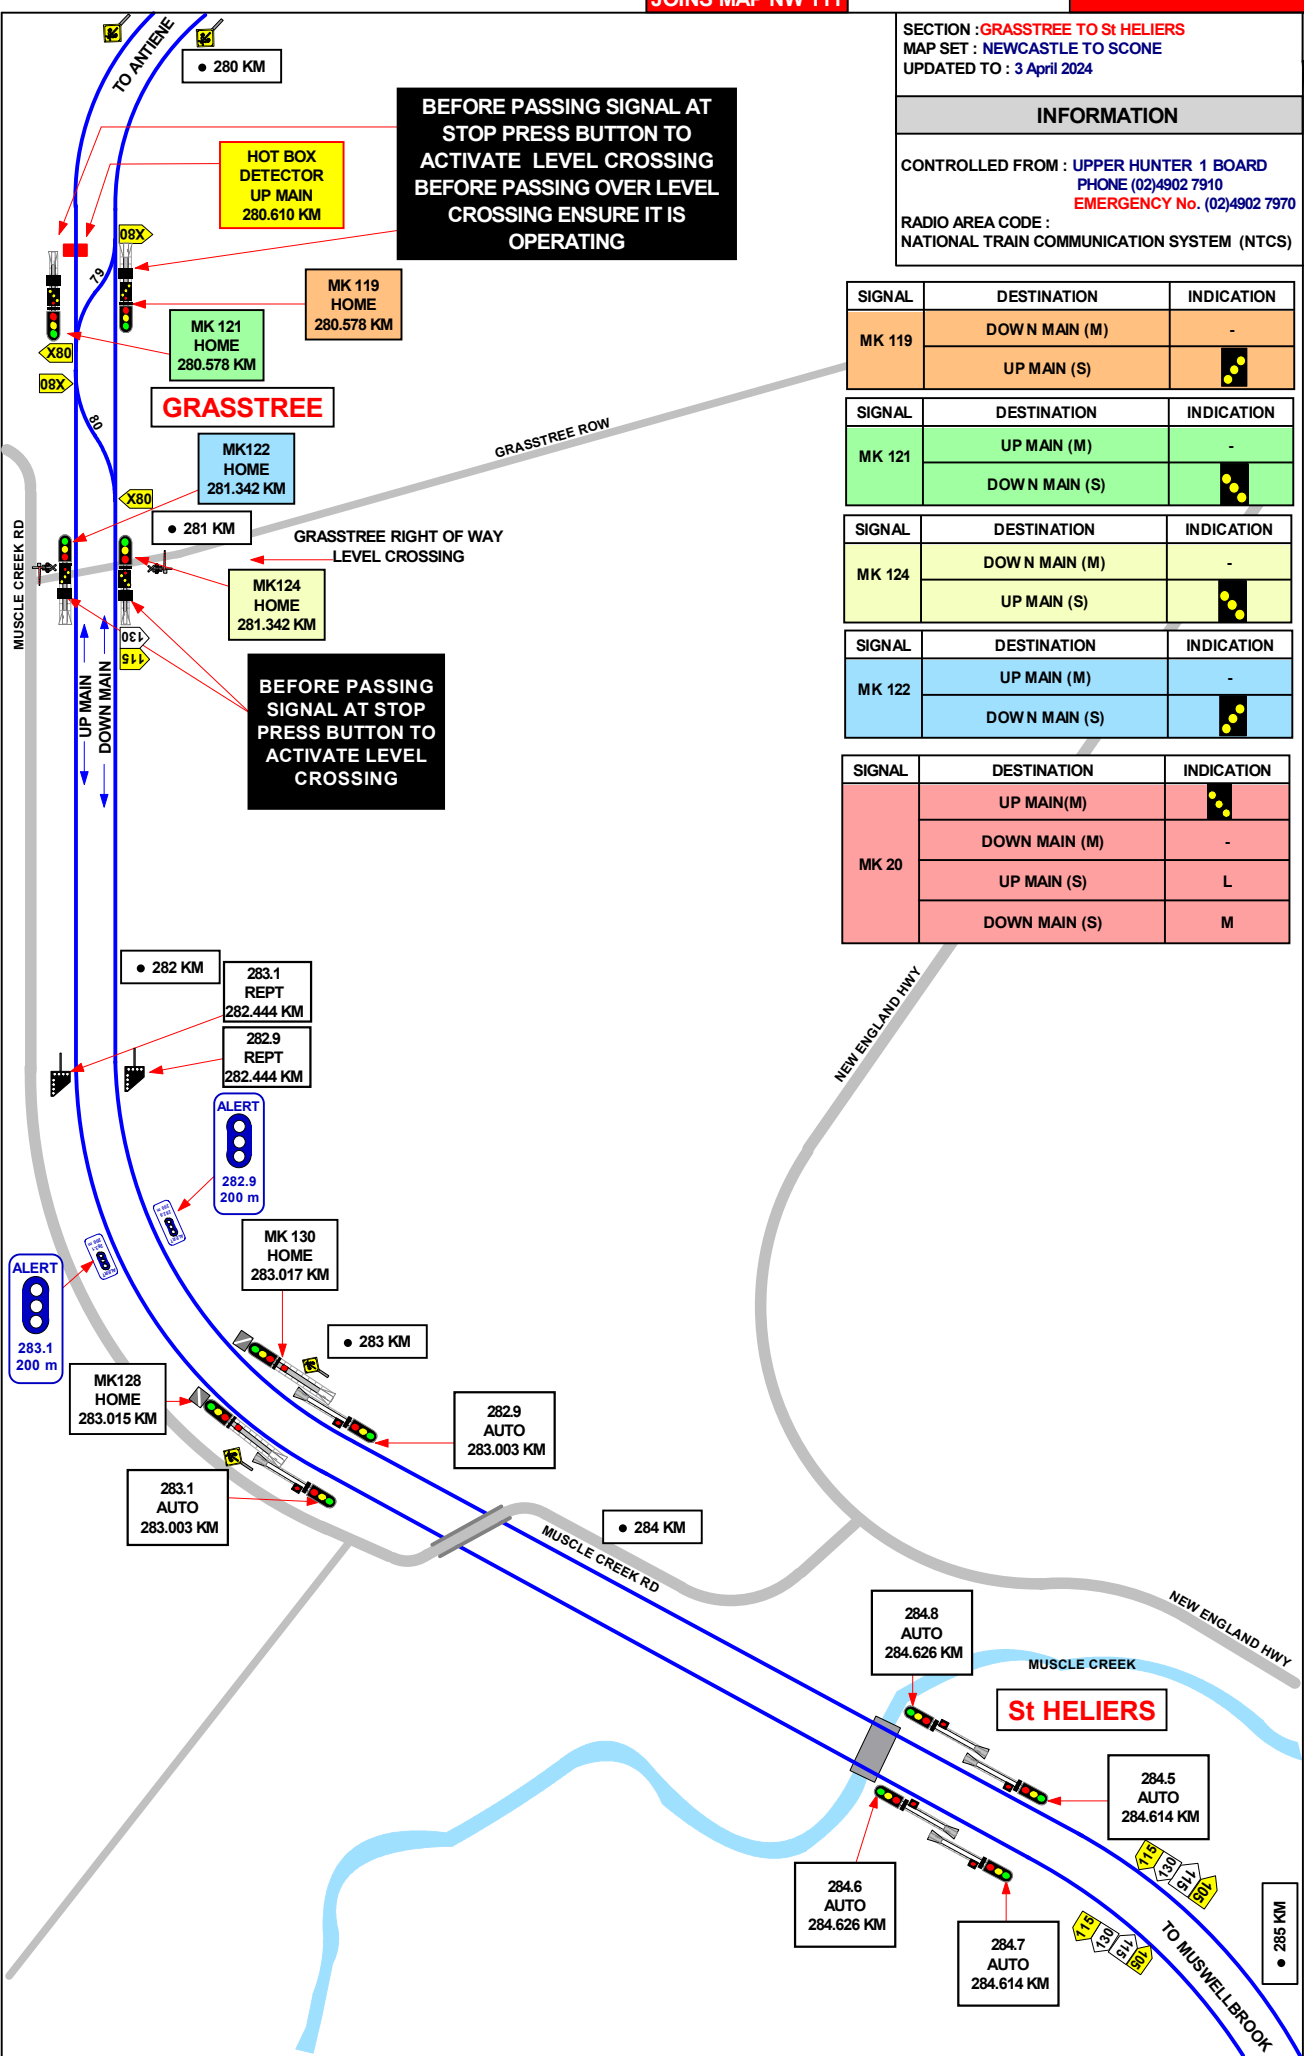 JOINS MAP NW 111
SECTION : GRASSTREE TO St HELIERS
MAP SET : NEWCASTLE TO SCONE
UPDATED TO : 3 April 2024
INFORMATION
CONTROLLED FROM : UPPER HUNTER 1 BOARD
PHONE (02)4902 7910
EMERGENCY No. (02)4902 7970
RADIO AREA CODE :
NATIONAL TRAIN COMMUNICATION SYSTEM (NTCS)
TO ANTIENE
280 KM
BEFORE PASSING SIGNAL AT
STOP PRESS BUTTON TO
ACTIVATE LEVEL CROSSING
BEFORE PASSING OVER LEVEL
CROSSING ENSURE IT IS
OPERATING
HOT BOX
DETECTOR
UP MAIN
280.610 KM
X80
79
MK 119
HOME
280.578 KM
MK 121
HOME
280.578 KM
X80
X80
80
GRASSTREE
MK122
HOME
281.342 KM
X80
281 KM
GRASSTREE ROW
GRASSTREE RIGHT OF WAY
LEVEL CROSSING
MK124
HOME
281.342 KM
MUSCLE CREEK RD
130
115
UP MAIN
DOWN MAIN
BEFORE PASSING
SIGNAL AT STOP
PRESS BUTTON TO
ACTIVATE LEVEL
CROSSING
SIGNAL DESTINATION INDICATION
MK 119
DOWN MAIN (M) -
UP MAIN (S)
SIGNAL DESTINATION INDICATION
MK 121
UP MAIN (M) -
DOWN MAIN (S)
SIGNAL DESTINATION INDICATION
MK 124
DOWN MAIN (M) -
UP MAIN (S)
SIGNAL DESTINATION INDICATION
MK 122
UP MAIN (M) -
DOWN MAIN (S)
SIGNAL DESTINATION INDICATION
MK 20
UP MAIN(M)
DOWN MAIN (M) -
UP MAIN (S) L
DOWN MAIN (S) M
282 KM
283.1
REPT
282.444 KM
282.9
REPT
282.444 KM
NEW ENGLAND HWY
ALERT
282.9
200 m
ALERT
283.1
200 m
MK 130
HOME
283.017 KM
283 KM
MK128
HOME
283.015 KM
282.9
AUTO
283.003 KM
283.1
AUTO
283.003 KM
284 KM
MUSCLE CREEK RD
NEW ENGLAND HWY
284.8
AUTO
284.626 KM
MUSCLE CREEK
St HELIERS
284.5
AUTO
284.614 KM
284.6
AUTO
284.626 KM
284.7
AUTO
284.614 KM
115
130
115
105
115
130
115
105
TO MUSWELLBROOK
285 KM